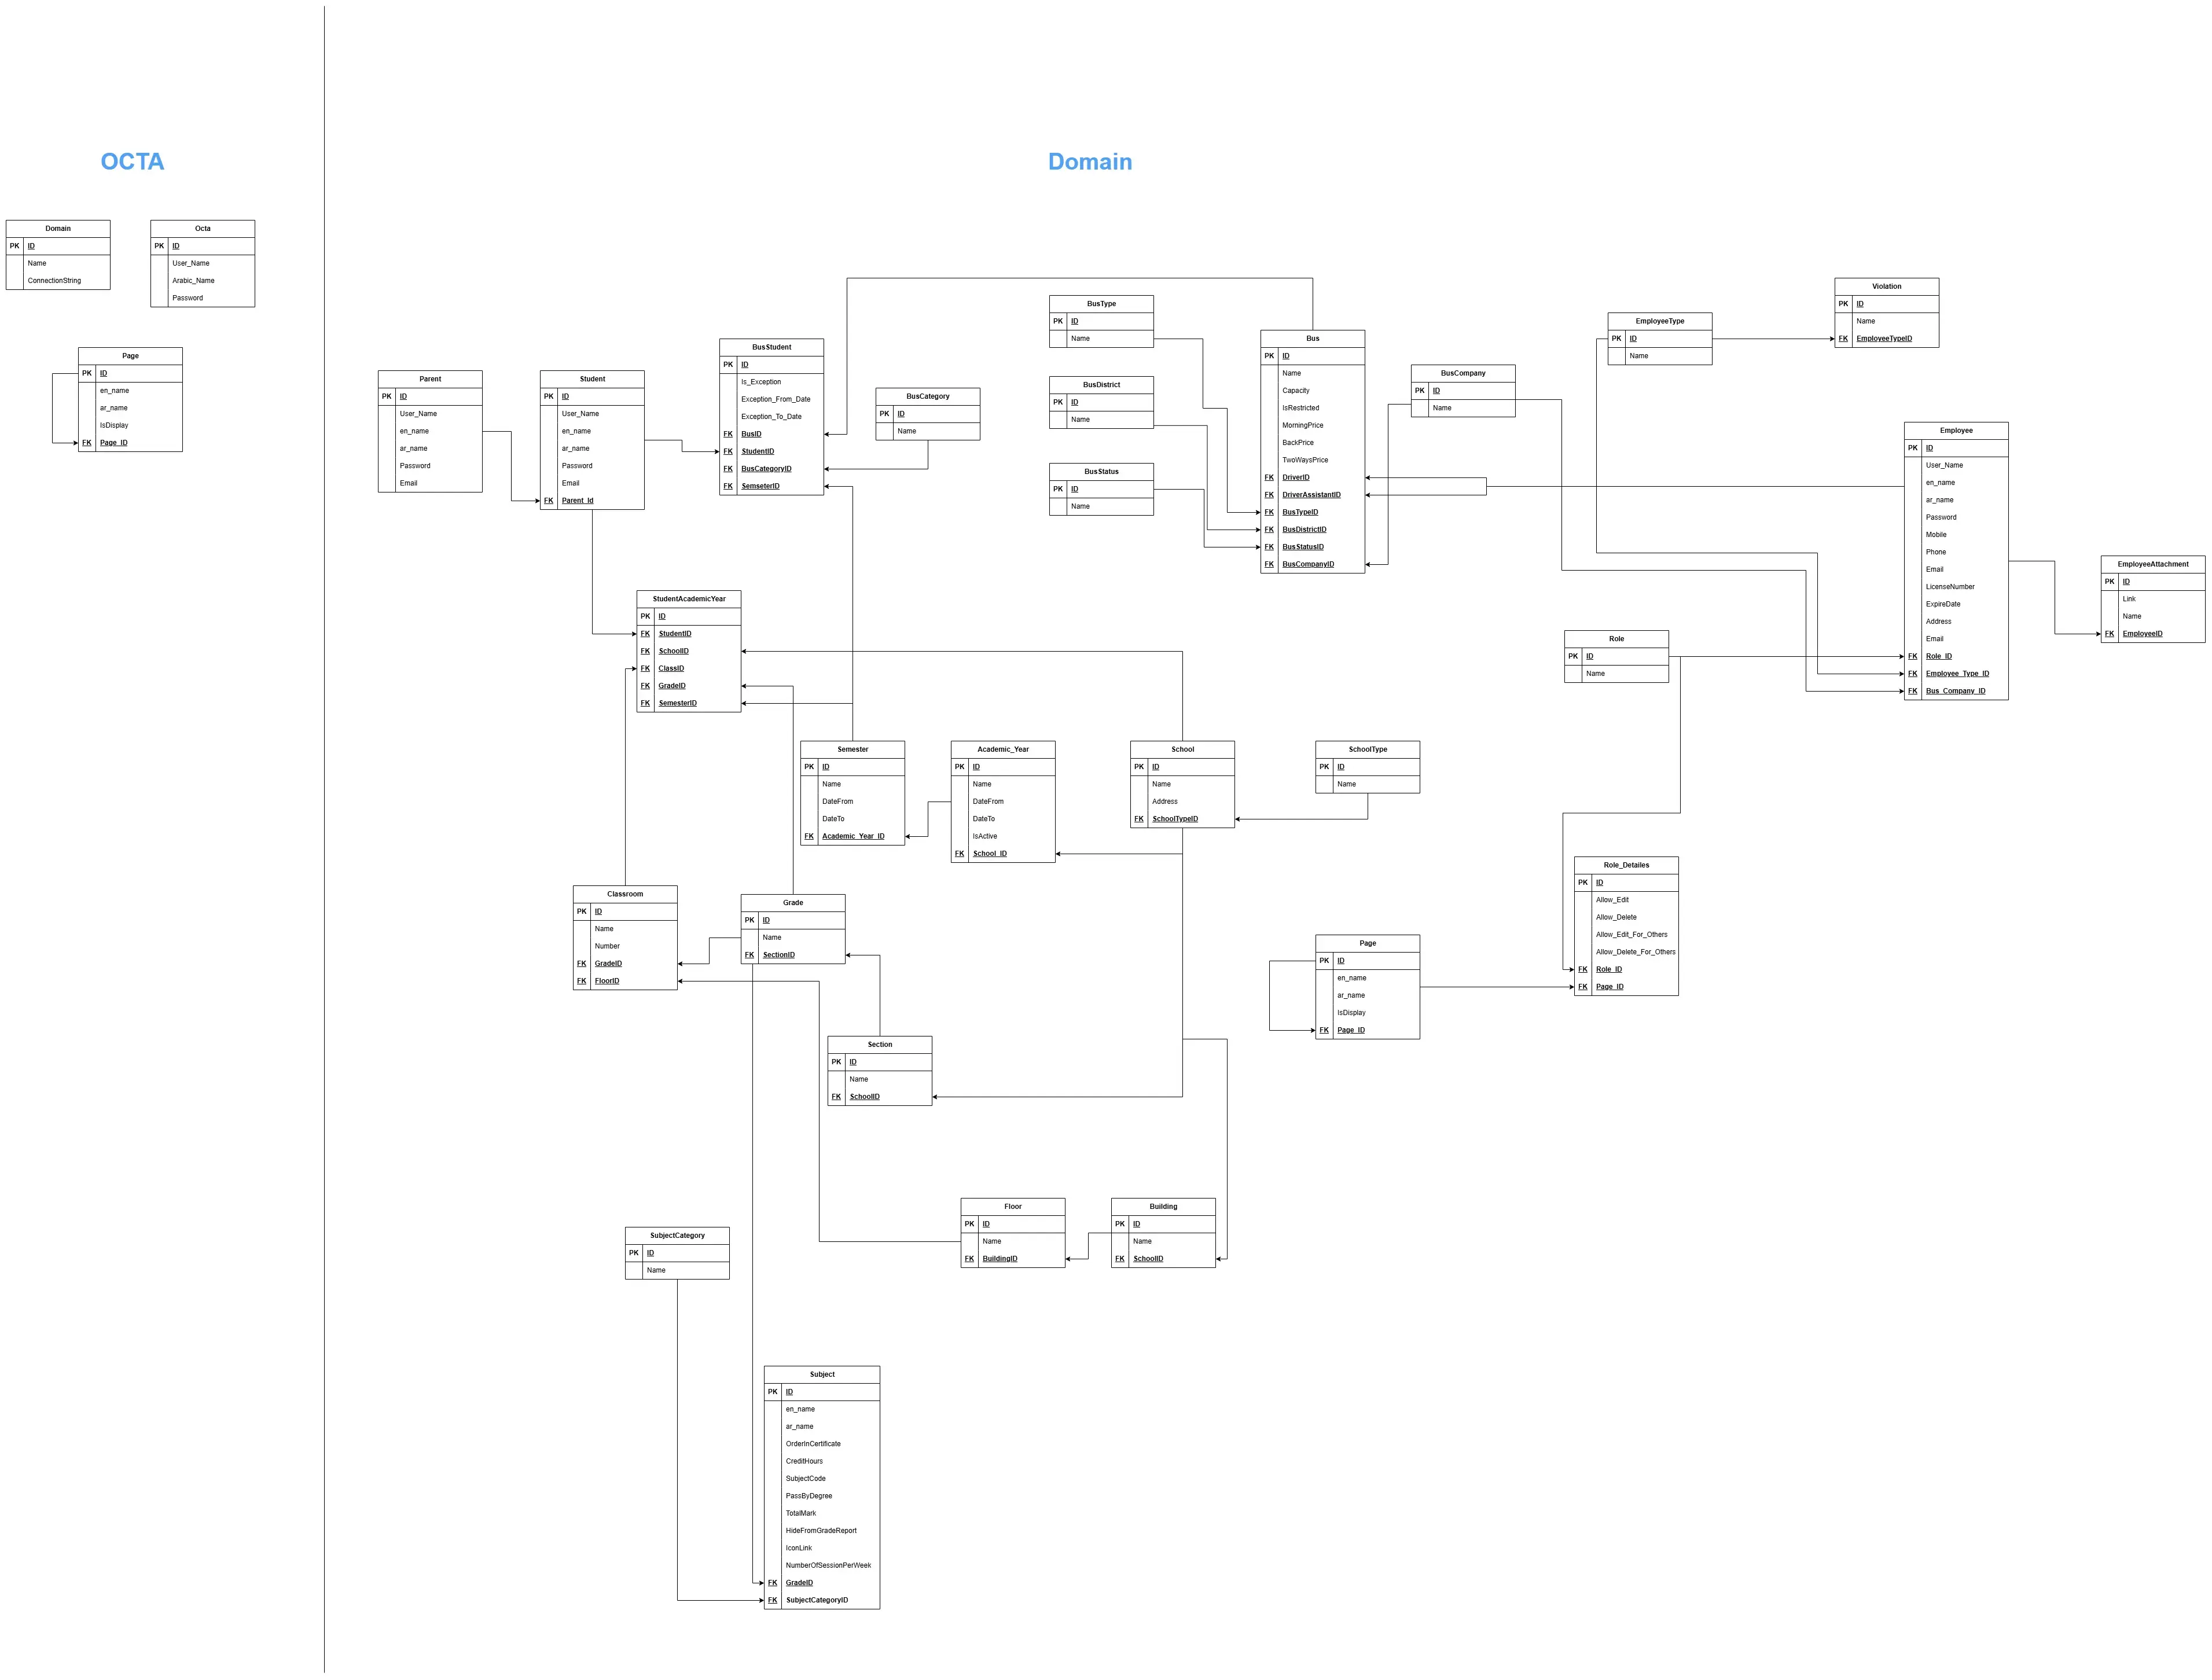 OCTA
Domain
Domain
PK ID
Name
ConnectionString
Octa
PK ID
User_Name
Arabic_Name
Password
Page
PK ID
en_name
ar_name
IsDisplay
FK Page_ID
Parent
PK ID
User_Name
en_name
ar_name
Password
Email
Student
PK ID
User_Name
en_name
ar_name
Password
Email
FK Parent_Id
BusStudent
PK ID
Is_Exception
Exception_From_Date
Exception_To_Date
FK BusID
FK StudentID
FK BusCategoryID
FK SemseterID
BusCategory
PK ID
Name
BusType
PK ID
Name
BusDistrict
PK ID
Name
BusStatus
PK ID
Name
Bus
PK ID
Name
Capacity
IsRestricted
MorningPrice
BackPrice
TwoWaysPrice
FK DriverID
FK DriverAssistantID
FK BusTypeID
FK BusDistrictID
FK BusStatusID
FK BusCompanyID
BusCompany
PK ID
Name
EmployeeType
PK ID
Name
Violation
PK ID
Name
FK EmployeeTypeID
Employee
PK ID
User_Name
en_name
ar_name
Password
Mobile
Phone
Email
LicenseNumber
ExpireDate
Address
Email
FK Role_ID
FK Employee_Type_ID
FK Bus_Company_ID
EmployeeAttachment
PK ID
Link
Name
FK EmployeeID
StudentAcademicYear
PK ID
FK StudentID
FK SchoolID
FK ClassID
FK GradeID
FK SemesterID
Role
PK ID
Name
Semester
PK ID
Name
DateFrom
DateTo
FK Academic_Year_ID
Academic_Year
PK ID
Name
DateFrom
DateTo
IsActive
FK School_ID
School
PK ID
Name
Address
FK SchoolTypeID
SchoolType
PK ID
Name
Role_Detailes
PK ID
Allow_Edit
Allow_Delete
Allow_Edit_For_Others
Allow_Delete_For_Others
FK Role_ID
FK Page_ID
Classroom
PK ID
Name
Number
FK GradeID
FK FloorID
Grade
PK ID
Name
FK SectionID
Page
PK ID
en_name
ar_name
IsDisplay
FK Page_ID
Section
PK ID
Name
FK SchoolID
Floor
PK ID
Name
FK BuildingID
Building
PK ID
Name
FK SchoolID
SubjectCategory
PK ID
Name
Subject
PK ID
en_name
ar_name
OrderInCertificate
CreditHours
SubjectCode
PassByDegree
TotalMark
HideFromGradeReport
IconLink
NumberOfSessionPerWeek
FK GradeID
FK SubjectCategoryID